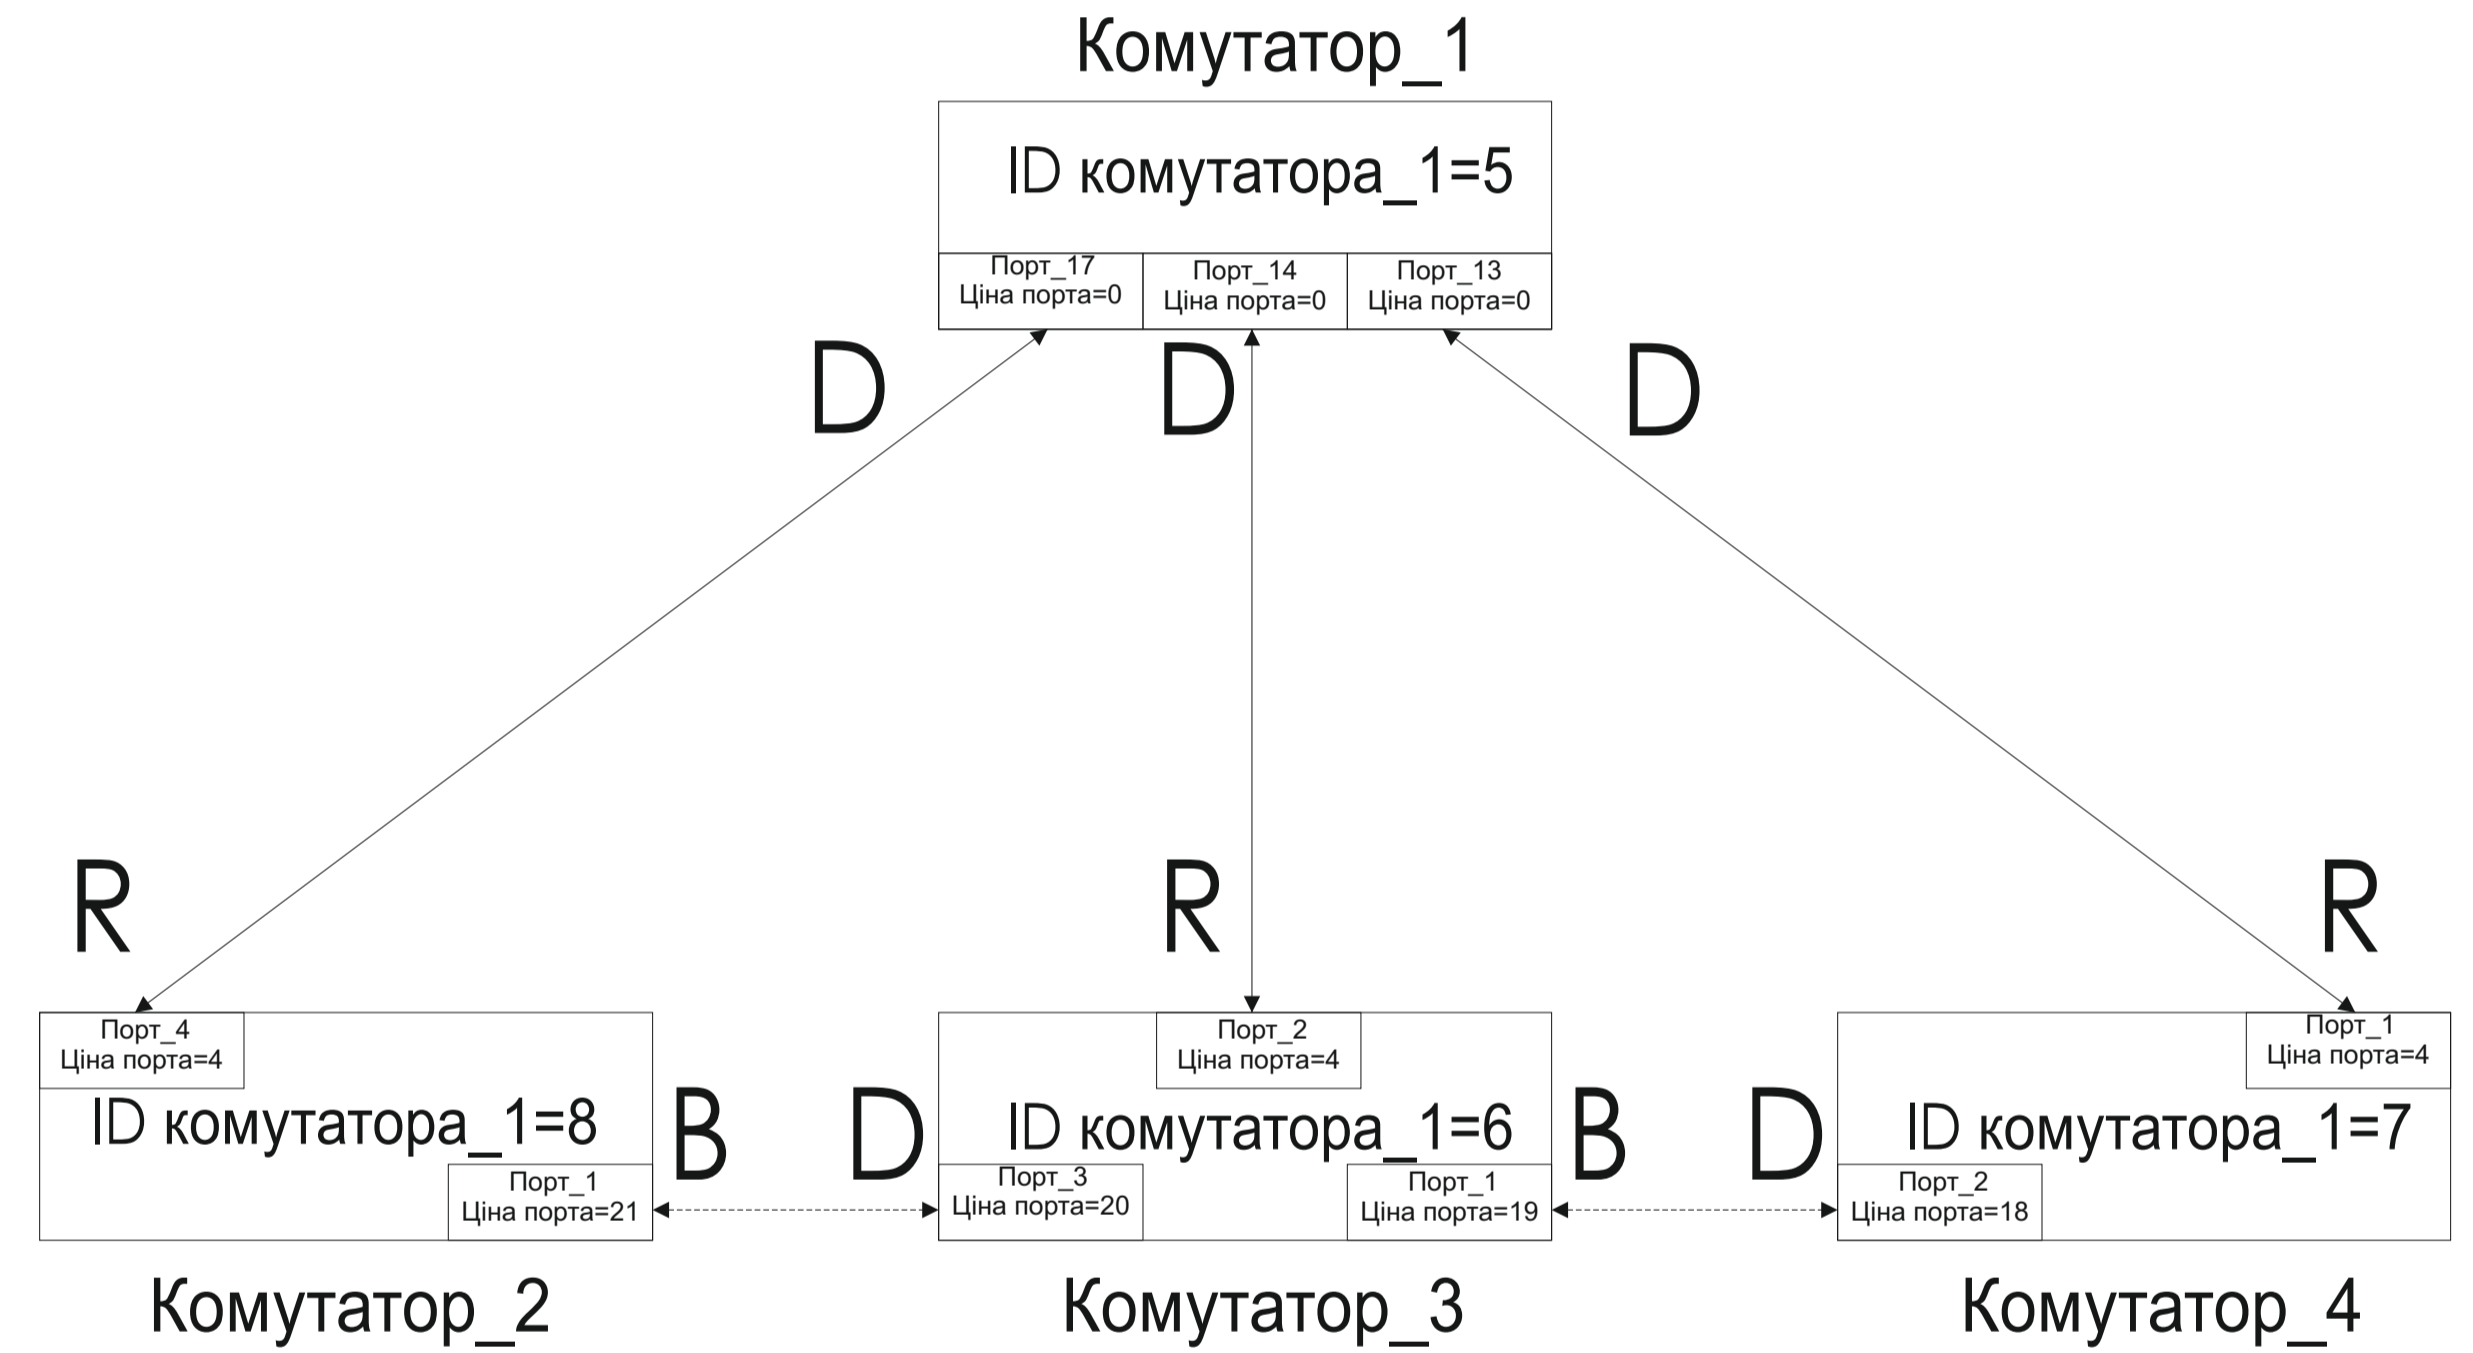 Комутатор_1
ID комутатора_1=5
Порт_17
Ціна порта=0
Порт_14
Ціна порта=0
Порт_13
Ціна порта=0
D
D
D
R
R
R
Порт_4
Ціна порта=4
ID комутатора_1=8
Порт_1
Ціна порта=21
B
D
Порт_2
Ціна порта=4
ID комутатора_1=6
Порт_3
Ціна порта=20
Порт_1
Ціна порта=19
B
D
Порт_1
Ціна порта=4
ID комутатора_1=7
Порт_2
Ціна порта=18
Комутатор_2
Комутатор_3
Комутатор_4